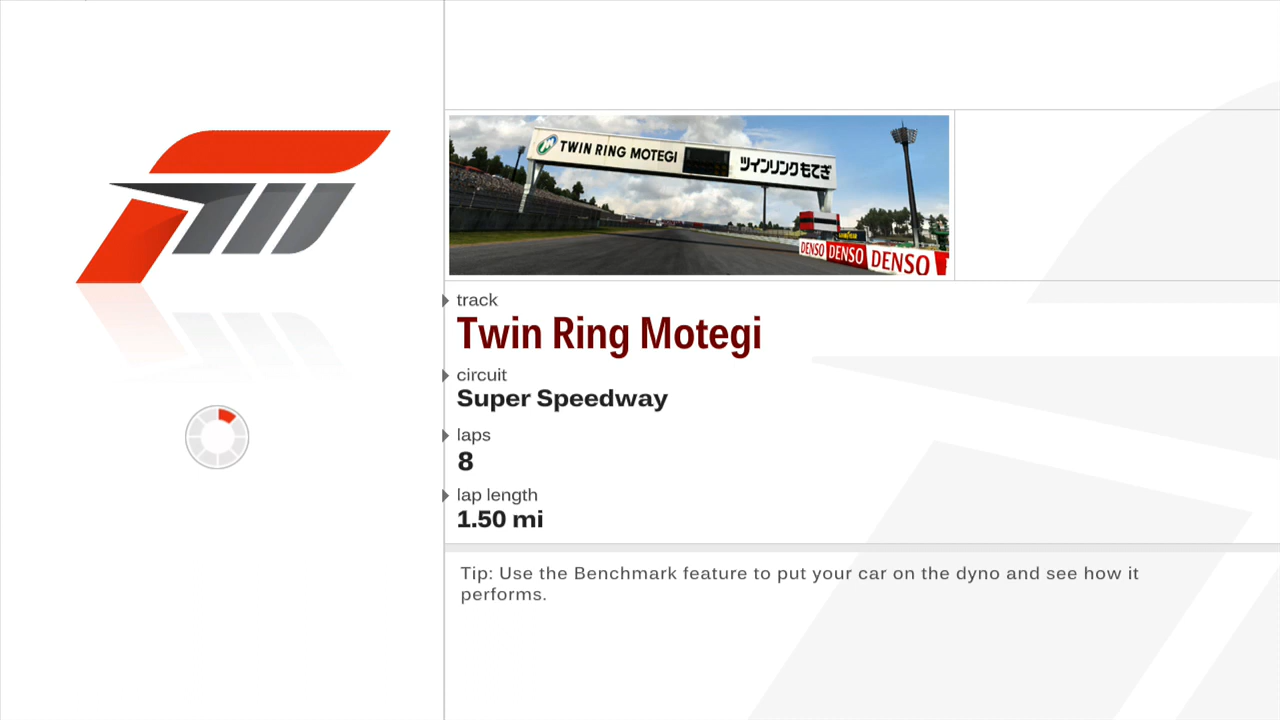 TWIN RING MOTEGI ツインリンクもてぎ
GOODYEAR
DENSO DENSO DENSO
track
Twin Ring Motegi
circuit
Super Speedway
laps
8
lap length
1.50 mi
Tip: Use the Benchmark feature to put your car on the dyno and see how it
performs.